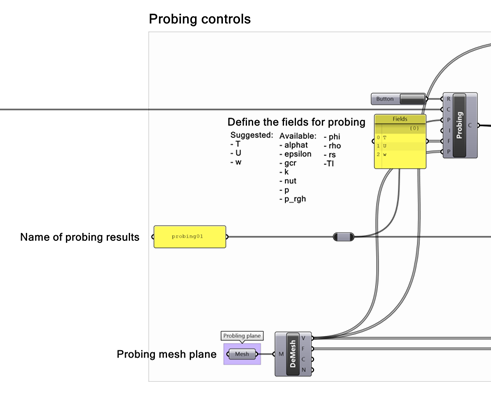 Probing controls
Button
R
C
P
I
F
P
Probing
C
Define the fields for probing
Fields
{0}
0 T
1 U
2 w
Suggested:
- T
- U
- w
Available:
- alphat
- epsilon
- gcr
- k
- nut
- p
- p_rgh
- phi
- rho
- rs
-TI
Name of probing results
probingV1
Probing plane
Probing mesh plane
Mesh
M
DeMesh
V
F
C
N